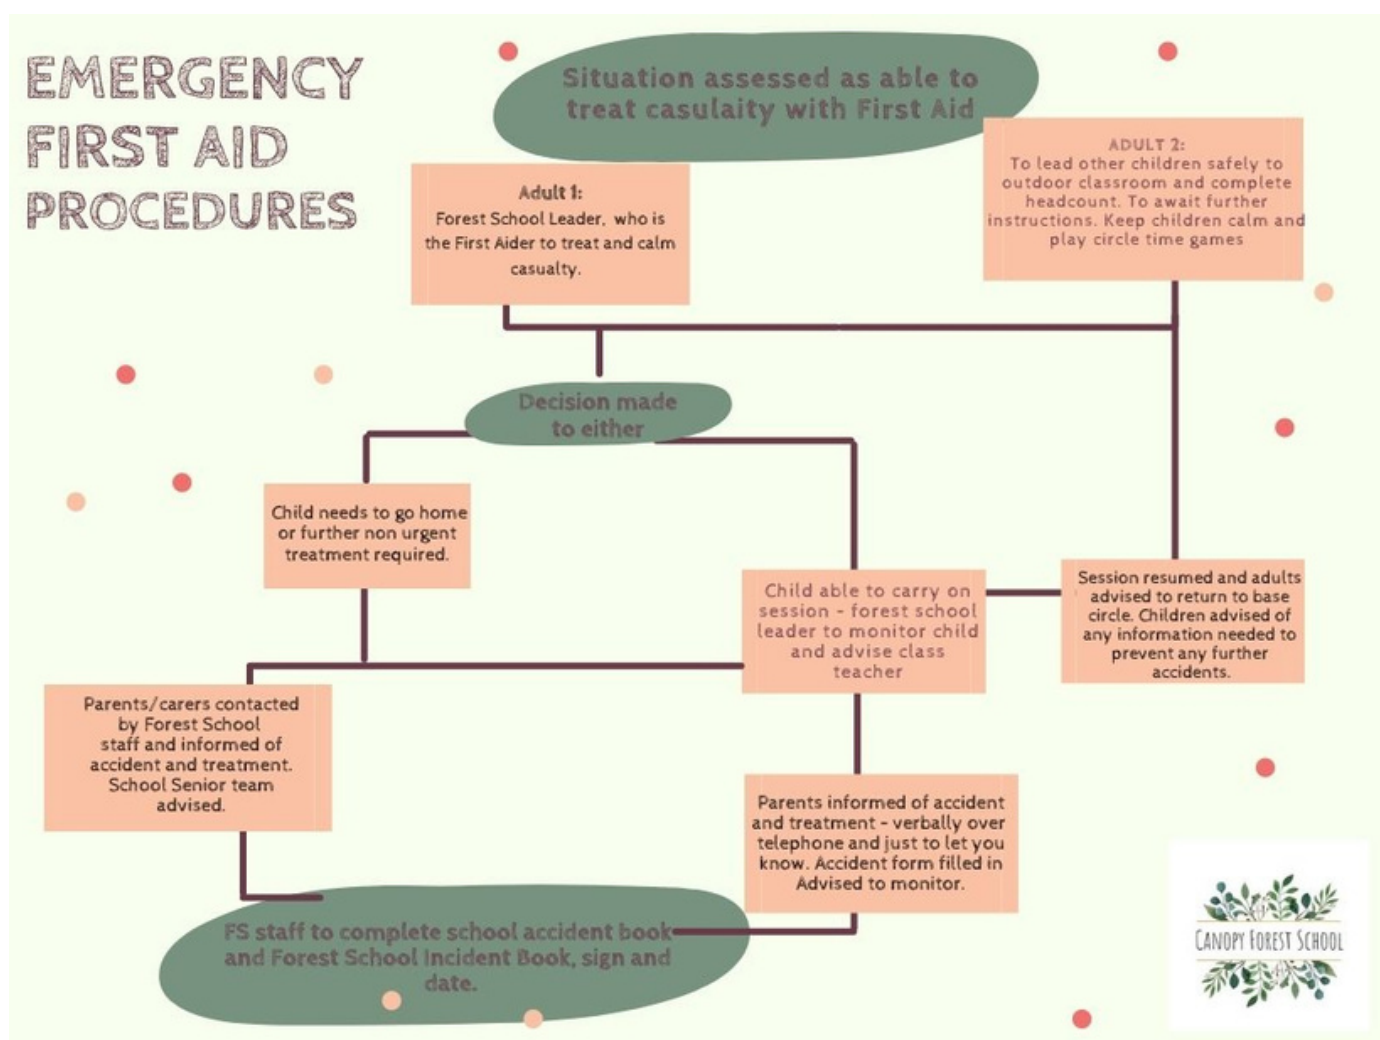 EMERGENCY
FIRST AID
PROCEDURES
Situation assessed as able to
treat casulaity with First Aid
Adult 1:
Forest School Leader, who is
the First Aider to treat and calm
casualty.
ADULT 2:
To lead other children safely to
outdoor classroom and complete
headcount. To await further
instructions. Keep children calm and
play circle time games
Decision made
to either
Child needs to go home
or further non urgent
treatment required.
Child able to carry on
session - forest school
leader to monitor child
and advise class
teacher
Session resumed and adults
advised to return to base
circle. Children advised of
any information needed to
prevent any further
accidents.
Parents/carers contacted
by Forest School
staff and informed of
accident and treatment.
School Senior team
advised.
Parents informed of accident
and treatment - verbally over
telephone and just to let you
know. Accident form filled in
Advised to monitor.
FS staff to complete school accident book
and Forest School Incident Book, sign and
date.
CANOPY FOREST SCHOOL